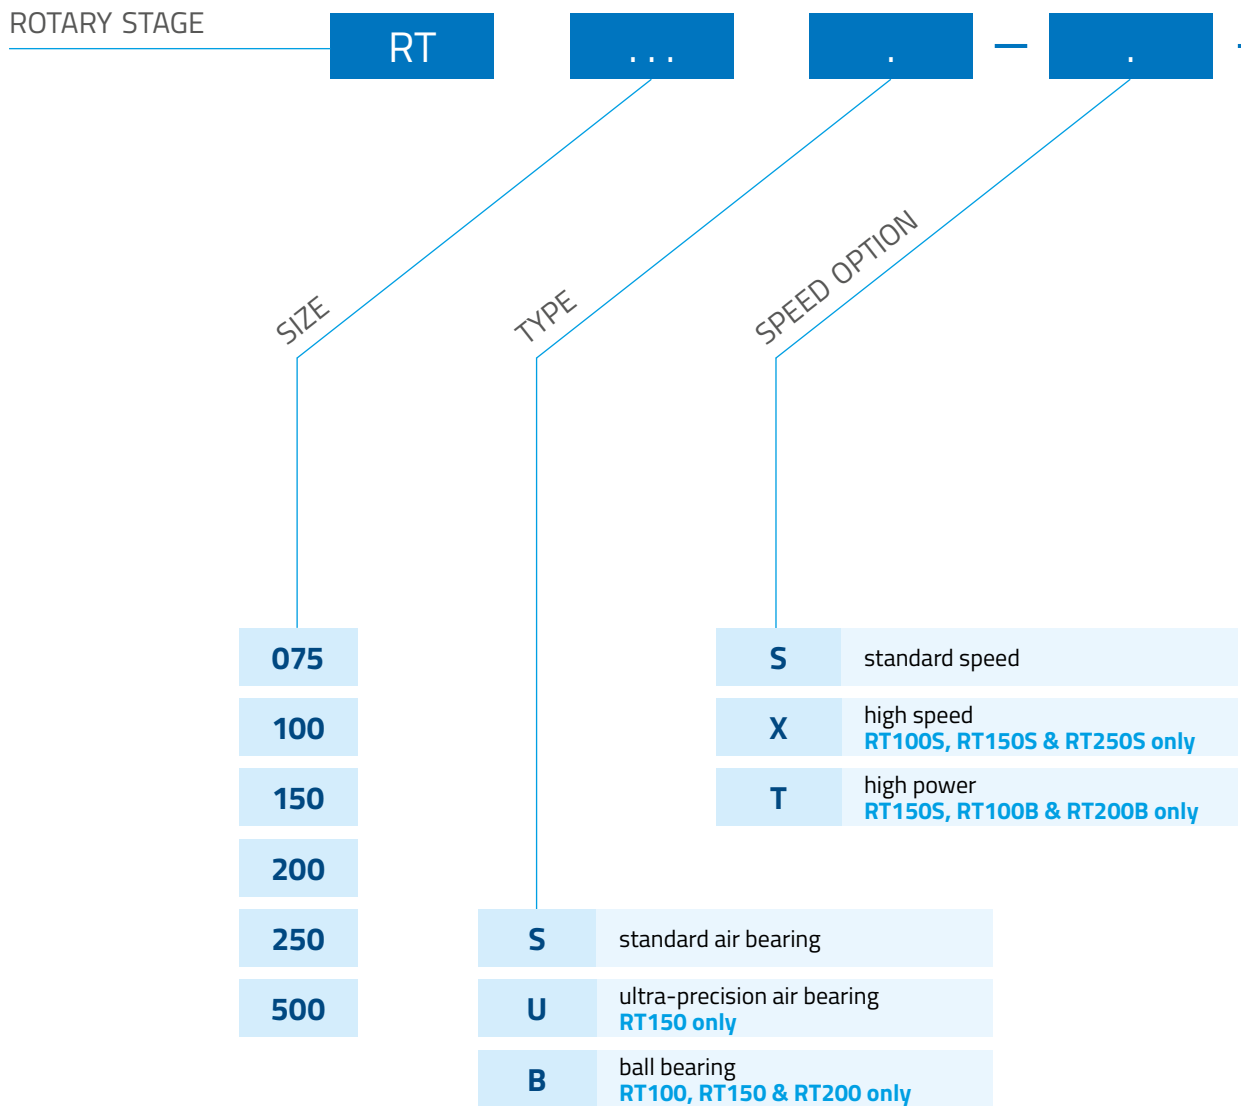 ROTARY STAGE
RT
...
.
—
.
SIZE
TYPE
SPEED OPTION
075
100
150
200
250
500
S
standard speed
X
high speed
RT100S, RT150S & RT250S only
T
high power
RT150S, RT100B & RT200B only
S
standard air bearing
U
ultra-precision air bearing
RT150 only
B
ball bearing
RT100, RT150 & RT200 only